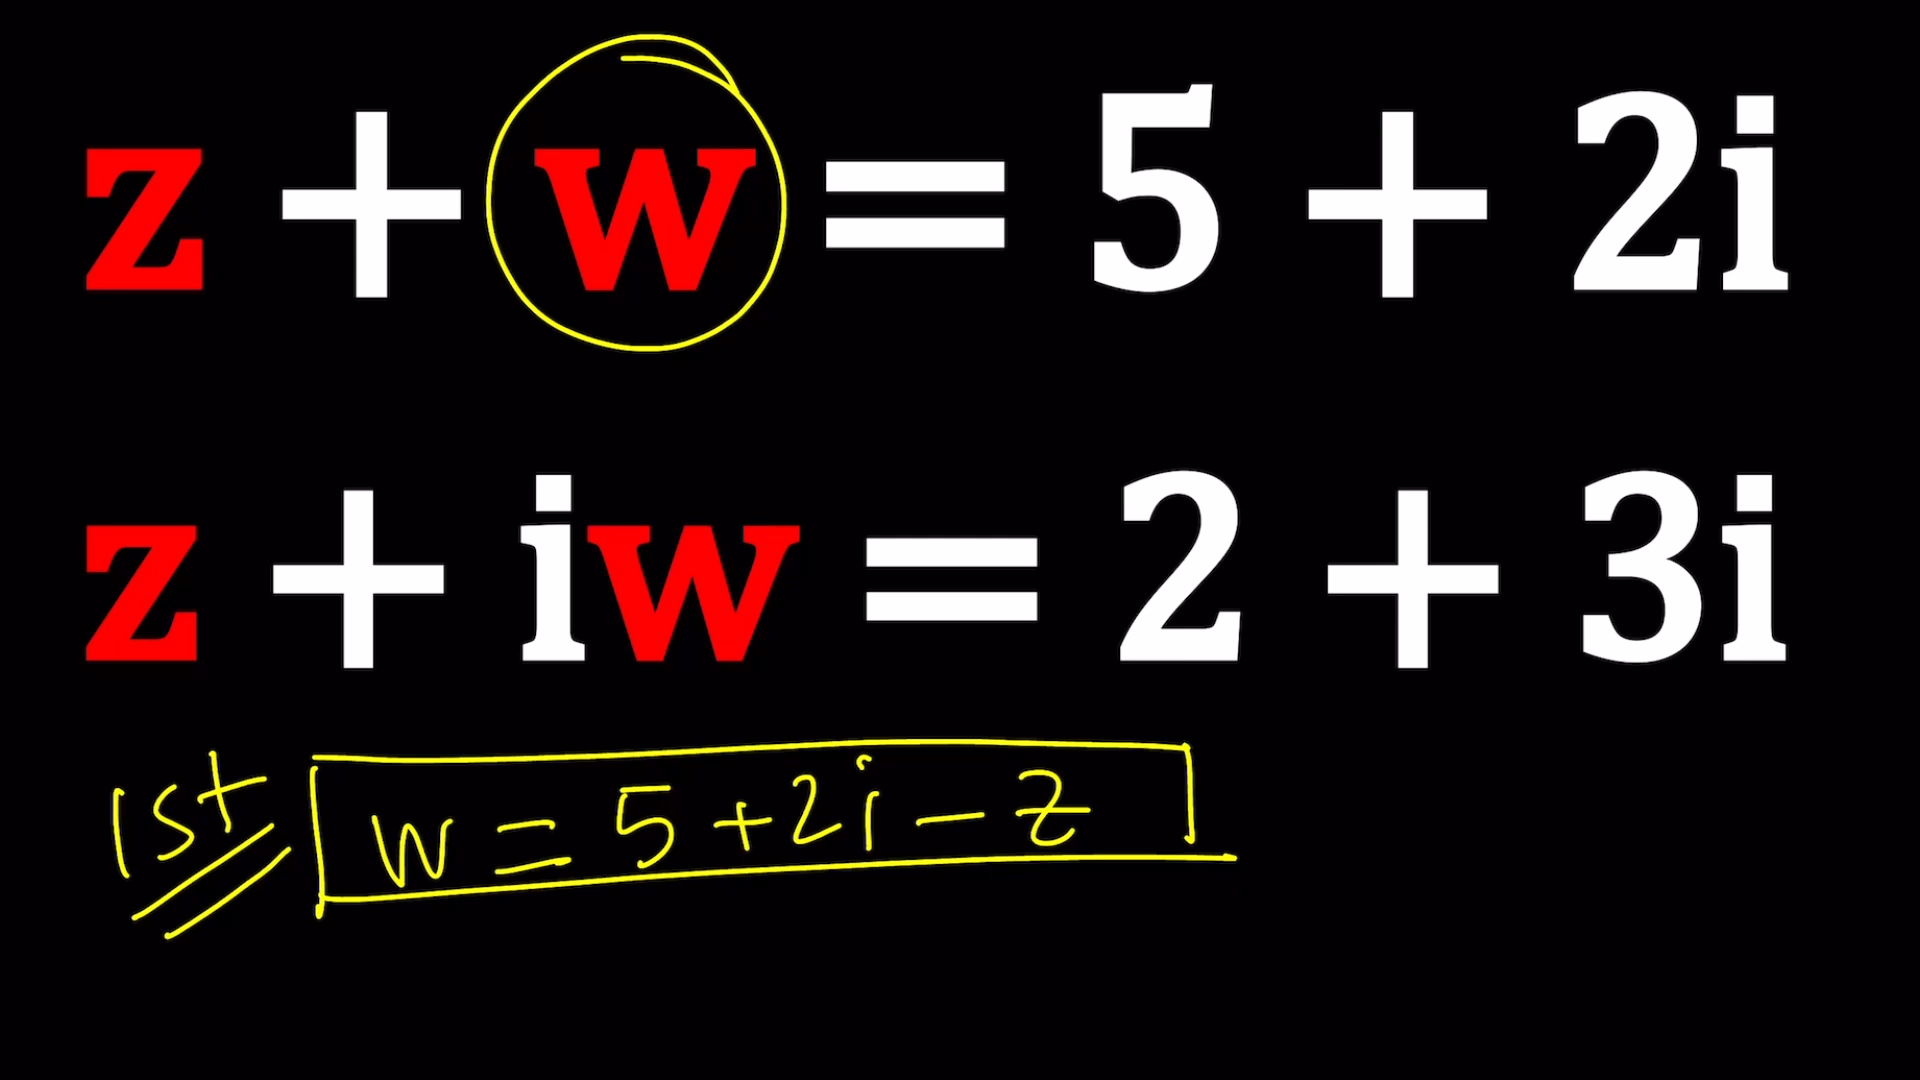 z + w = 5 + 2i
z + iw = 2 + 3i
1st w = 5 + 2i - z